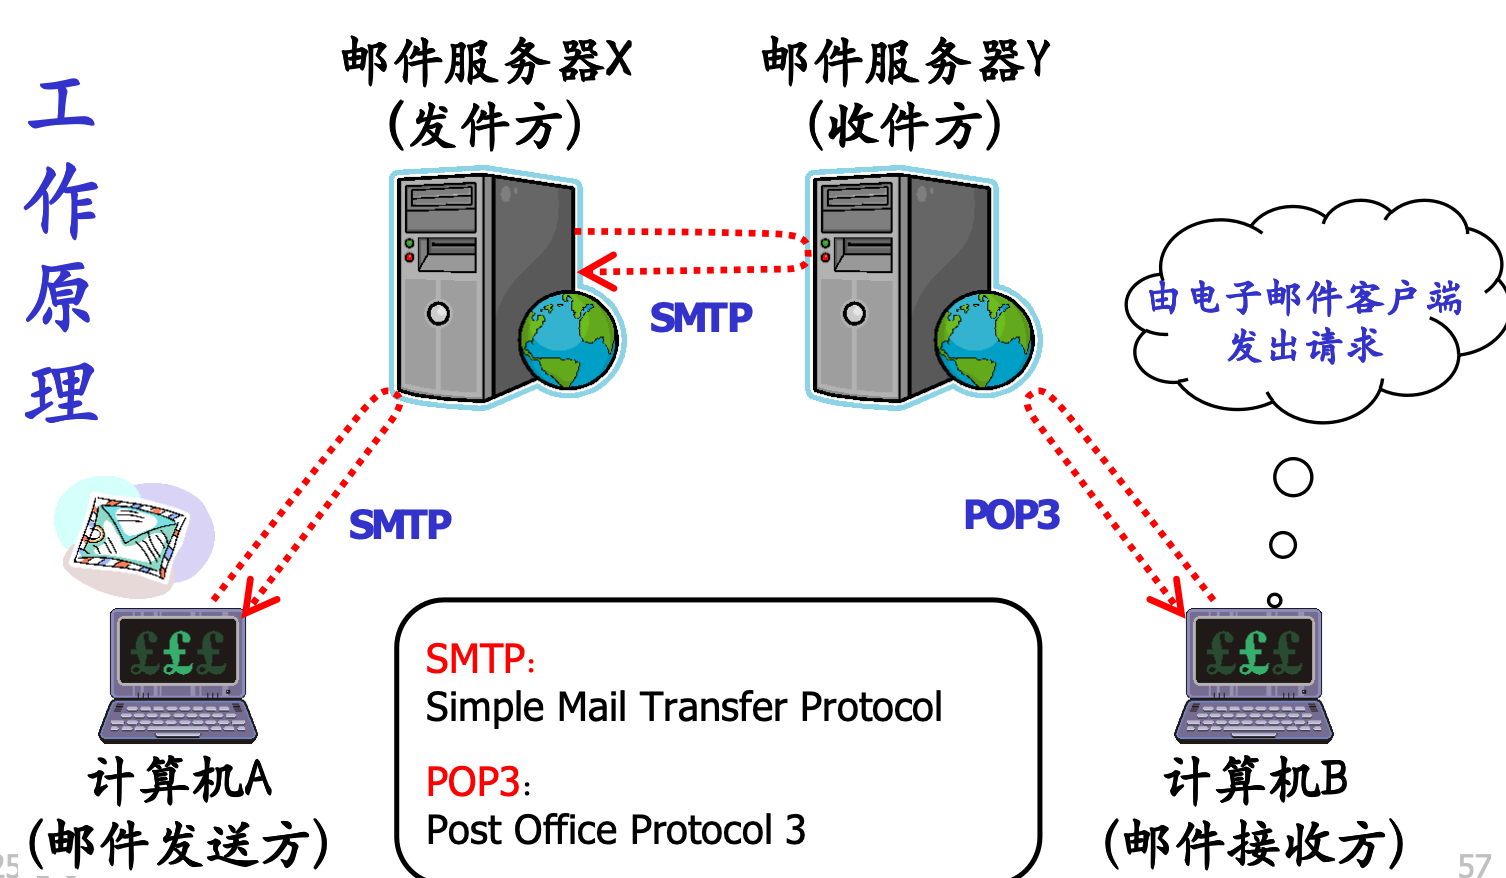 工作原理
邮件服务器X
(发件方)
邮件服务器Y
(收件方)
SMTP
由电子邮件客户端
发出请求
SMTP
POP3
£££
£££
SMTP:
Simple Mail Transfer Protocol
POP3:
Post Office Protocol 3
计算机A
(邮件发送方)
计算机B
(邮件接收方)
57